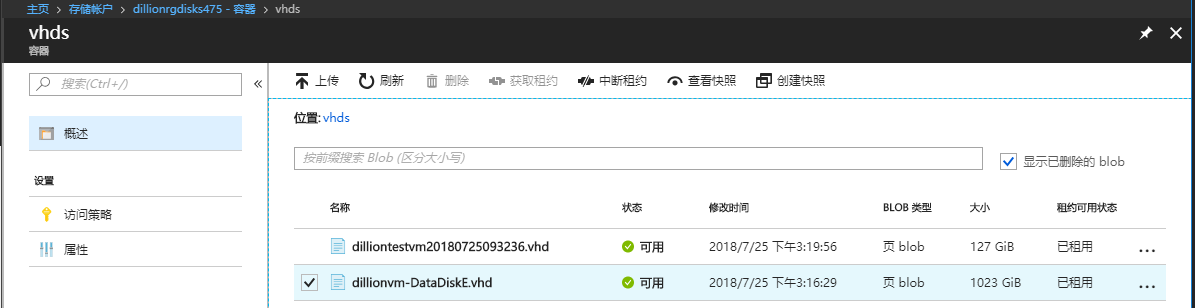 主页 > 存储帐户 > dillionrgdisks475 - 容器 > vhds
vhds
容器
搜索(Ctrl+/)
概述
设置
访问策略
属性
上传 刷新 删除 获取租约 中断租约 查看快照 创建快照
位置: vhds
按前缀搜索 Blob (区分大小写)
显示已删除的 blob
名称 状态 修改时间 BLOB 类型 大小 租约可用状态
dilliontestvm20180725093236.vhd 可用 2018/7/25 下午3:19:56 页 blob 127 GiB 已租用 ...
dillionvm-DataDiskE.vhd 可用 2018/7/25 下午3:16:29 页 blob 1023 GiB 已租用 ...